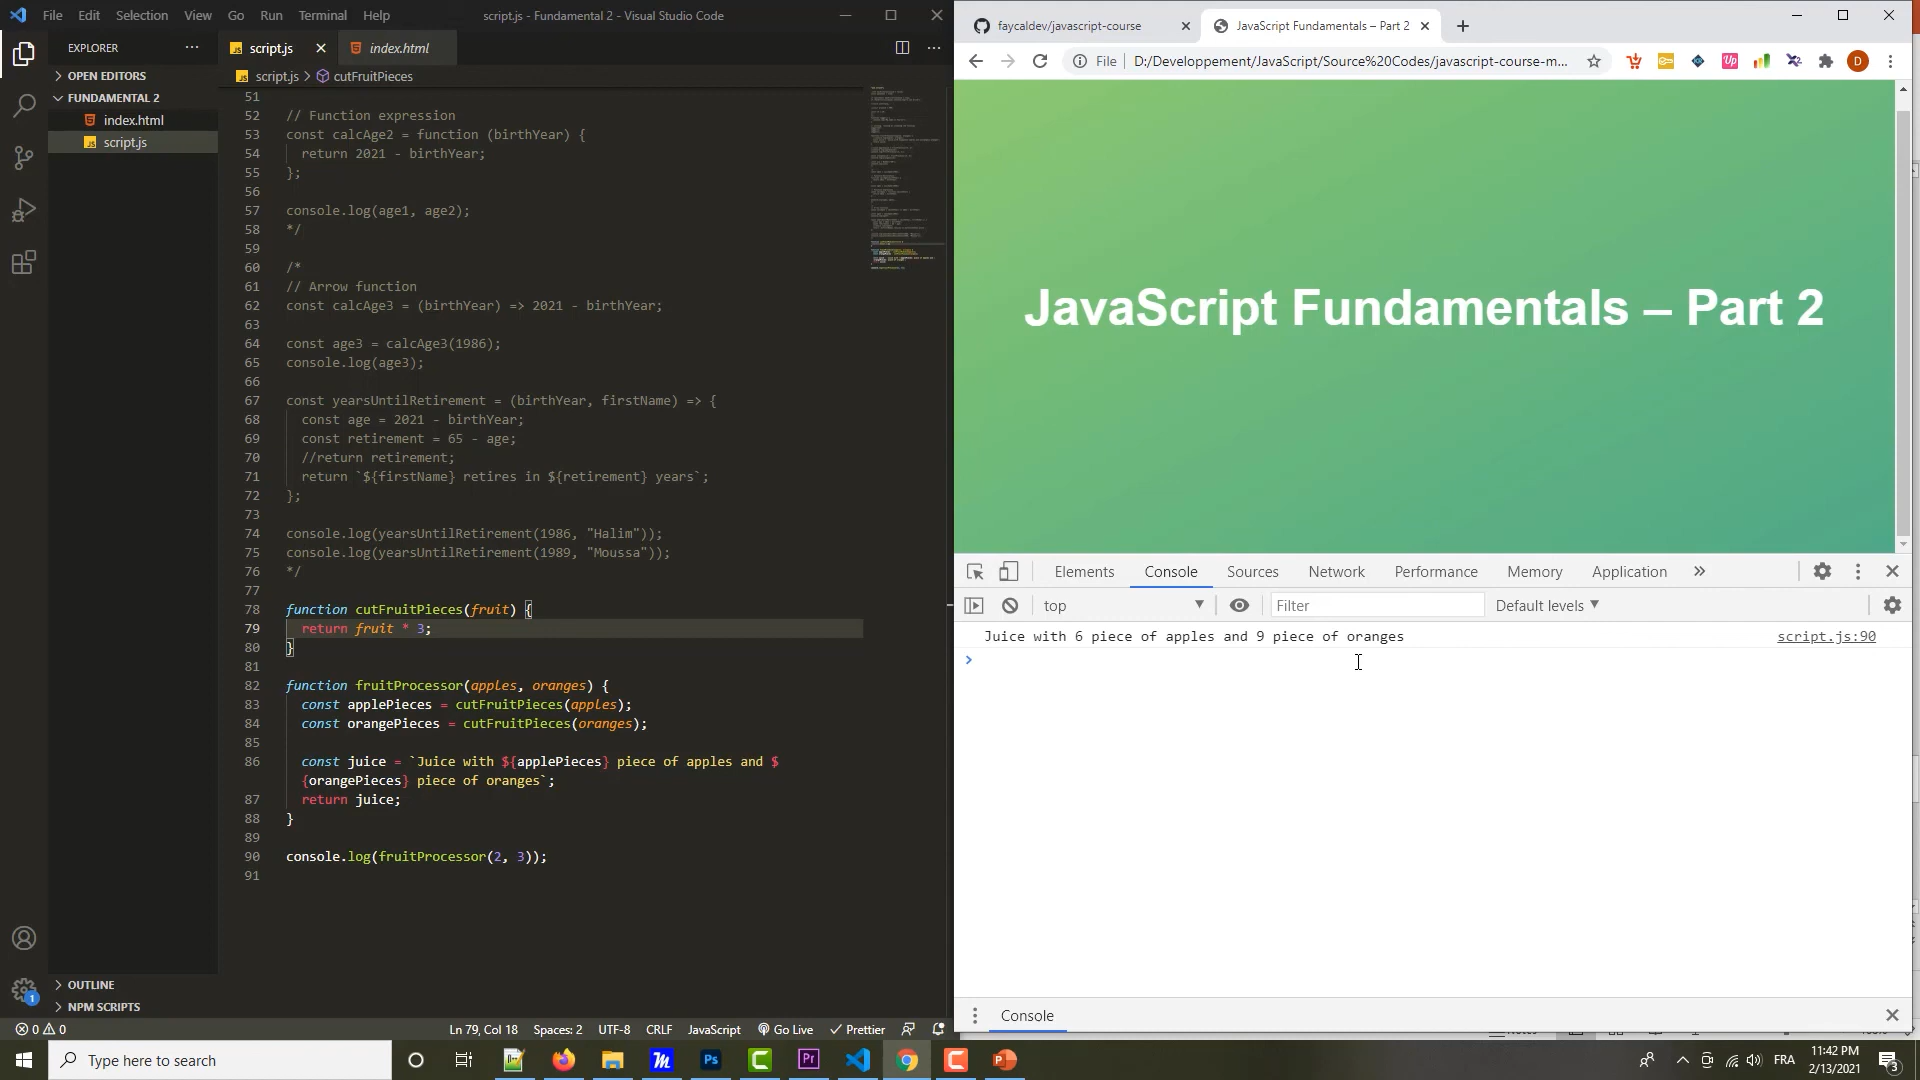 File Edit Selection View Go Run Terminal Help
script.js - Fundamental 2 - Visual Studio Code
EXPLORER
OPEN EDITORS
FUNDAMENTAL 2
index.html
script.js
script.js
index.html
script.js > cutFruitPieces
51
52 // Function expression
53 const calcAge2 = function (birthYear) {
54 return 2021 - birthYear;
55 };
56
57 console.log(age1, age2);
58 */
59
60 /*
61 // Arrow function
62 const calcAge3 = (birthYear) => 2021 - birthYear;
63
64 const age3 = calcAge3(1986);
65 console.log(age3);
66
67 const yearsUntilRetirement = (birthYear, firstName) => {
68 const age = 2021 - birthYear;
69 const retirement = 65 - age;
70 //return retirement;
71 return `${firstName} retires in ${retirement} years`;
72 };
73
74 console.log(yearsUntilRetirement(1986, "Halim"));
75 console.log(yearsUntilRetirement(1989, "Moussa"));
76 */
77
78 function cutFruitPieces(fruit) {
79 return fruit * 3;
80 }
81
82 function fruitProcessor(apples, oranges) {
83 const applePieces = cutFruitPieces(apples);
84 const orangePieces = cutFruitPieces(oranges);
85
86 const juice = `Juice with ${applePieces} piece of apples and $
{orangePieces} piece of oranges`;
87 return juice;
88 }
89
90 console.log(fruitProcessor(2, 3));
91
OUTLINE
NPM SCRIPTS
1
0 0
Ln 79, Col 18 Spaces: 2 UTF-8 CRLF JavaScript Go Live Prettier
faycaldev/javascript-course
JavaScript Fundamentals – Part 2
File D:/Developpement/JavaScript/Source%20Codes/javascript-course-m...
Up
D
JavaScript Fundamentals – Part 2
Elements Console Sources Network Performance Memory Application
top
Filter
Default levels
Juice with 6 piece of apples and 9 piece of oranges script.js:90
Console
Type here to search
Ps
Pr
FRA
11:42 PM
2/13/2021
3